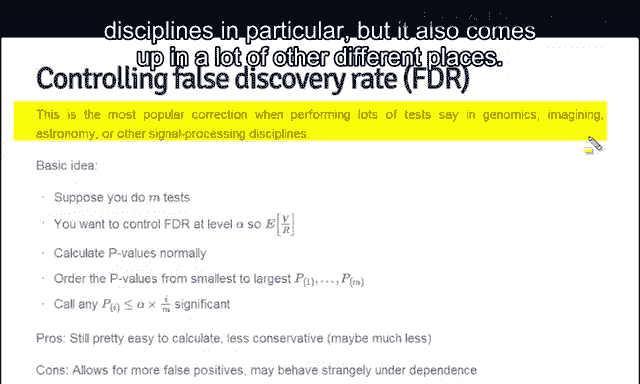 disciplines in particular, but it also comes
up in a lot of other different places.
Controlling false discovery rate (FDR)
This is the most popular correction when performing lots of tests say in genomics, imagining,
astronomy, or other signal-processing disciplines.
Basic idea:
· Suppose you do m tests
· You want to control FDR at level α so E[V/R]
· Calculate P-values normally
· Order the P-values from smallest to largest P(1), ..., P(m)
· Call any P(i) ≤ α × i/m significant
Pros: Still pretty easy to calculate, less conservative (maybe much less)
Cons: Allows for more false positives, may behave strangely under dependence